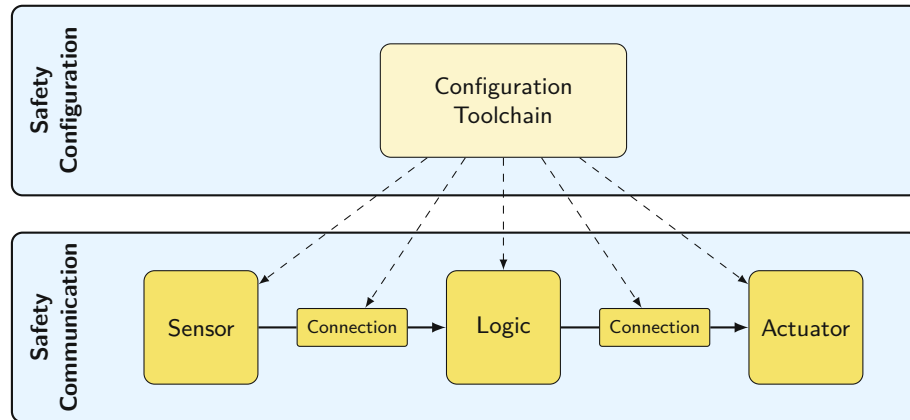 Safety
Configuration
Configuration
Toolchain
Safety
Communication
Sensor
Connection
Logic
Connection
Actuator